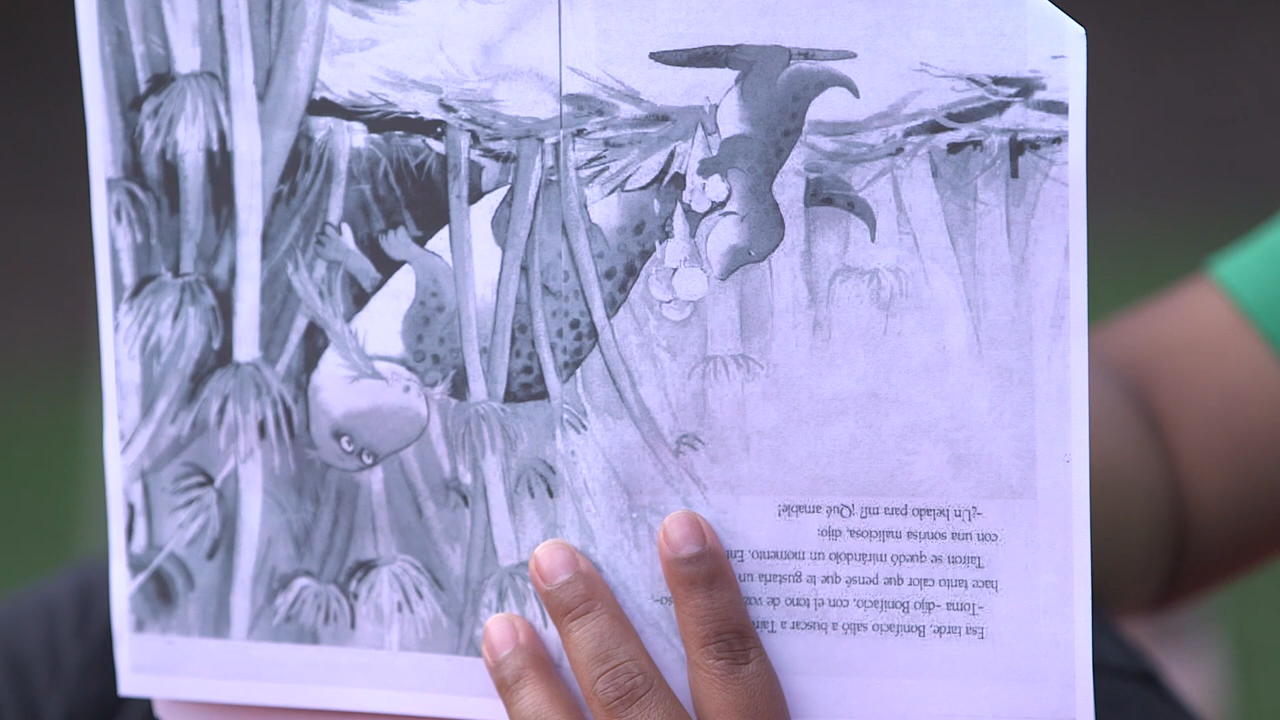 Esa tarde, Bonifacio salió a buscar a
-Toma -dijo Bonifacio, con el tono de
hace tanto calor que pensé que te gustaría un
Tairon se quedó mirándolo un momento.
con una sonrisa maliciosa, dijo:
-¿Un helado para mí? ¡Qué amable!